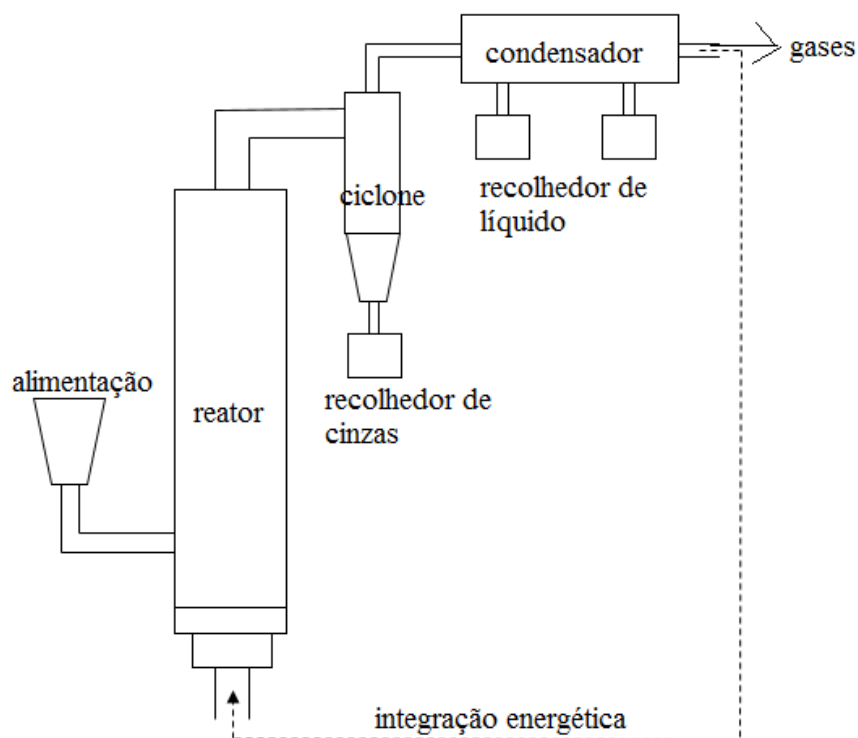 condensador
gases
ciclone
recolhedor de
líquido
alimentação
reator
recolhedor de
cinzas
integração energética